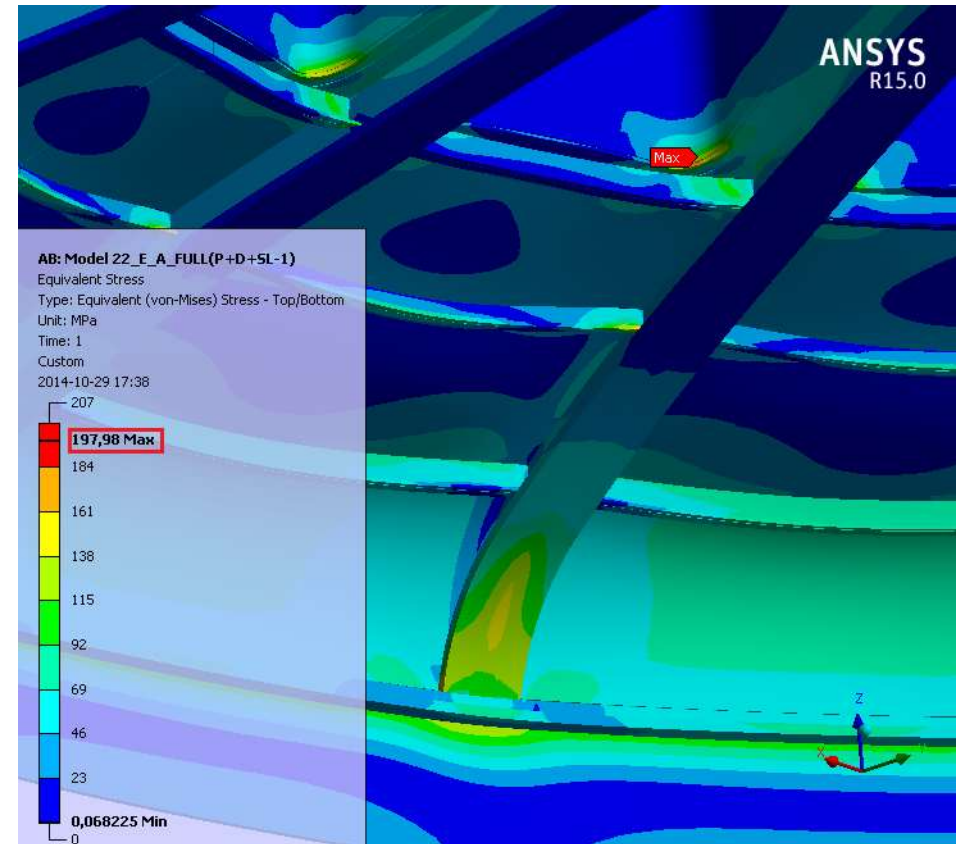 ANSYS
R15.0
Max
AB: Model 22_E_A_FULL(P+D+SL-1)
Equivalent Stress
Type: Equivalent (von-Mises) Stress - Top/Bottom
Unit: MPa
Time: 1
Custom
2014-10-29 17:38
207
197,98 Max
184
161
138
115
92
69
46
23
0,068225 Min
0
Z
X